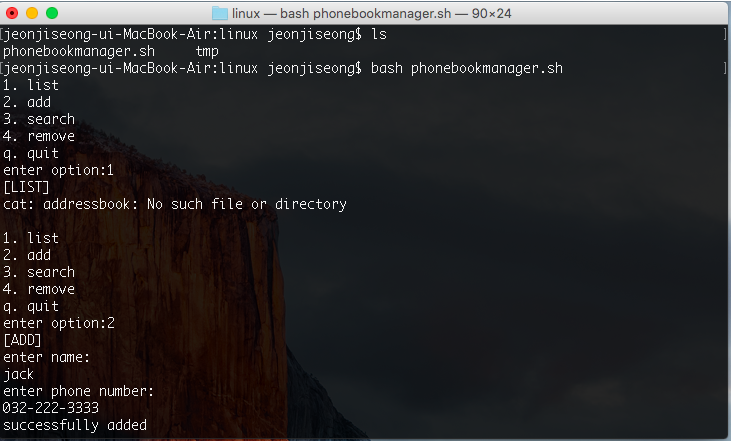 linux — bash phonebookmanager.sh — 90×24
[jeonjiseong-ui-MacBook-Air:linux jeonjiseong$ ls ]
phonebookmanager.sh tmp
[jeonjiseong-ui-MacBook-Air:linux jeonjiseong$ bash phonebookmanager.sh ]
1. list
2. add
3. search
4. remove
q. quit
enter option:1
[LIST]
cat: addressbook: No such file or directory
1. list
2. add
3. search
4. remove
q. quit
enter option:2
[ADD]
enter name:
jack
enter phone number:
032-222-3333
successfully added